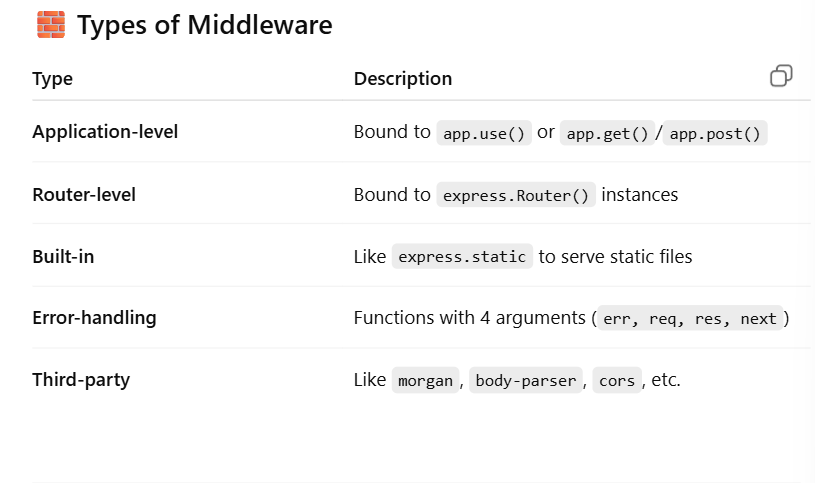 🧱 Types of Middleware
Type Description
Application-level Bound to app.use() or app.get()/app.post()
Router-level Bound to express.Router() instances
Built-in Like express.static to serve static files
Error-handling Functions with 4 arguments (err, req, res, next)
Third-party Like morgan, body-parser, cors, etc.